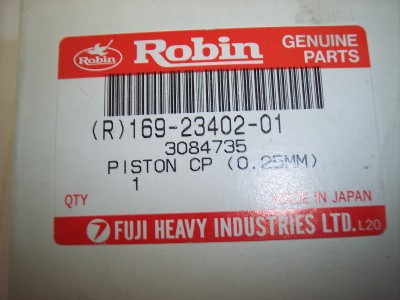 Robin Robin GENUINE PARTS
(R)169-23402-01
3084735
PISTON CP (0.25MM)
QTY 1 MADE IN JAPAN
7 FUJI HEAVY INDUSTRIES LTD. L20